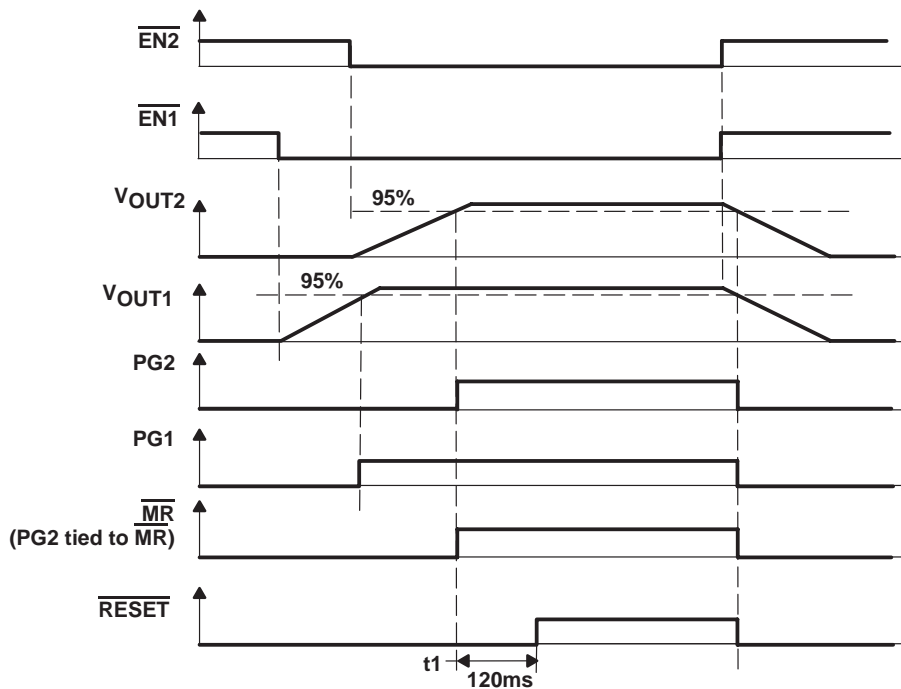 EN2
EN1
VOUT2
95%
VOUT1
95%
PG2
PG1
MR
(PG2 tied to MR)
RESET
t1
120ms